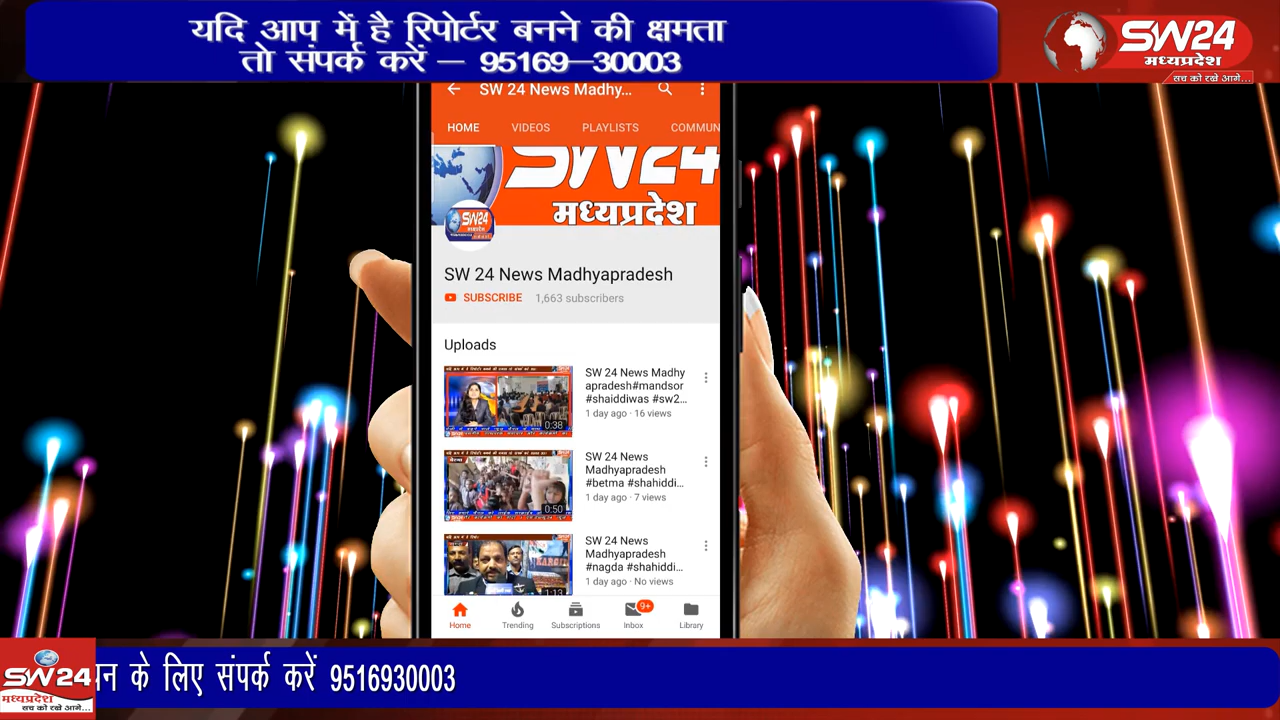 यदि आप में है रिपोर्टर बनने की क्षमता
तो संपर्क करें – 95169–30003
SW24
मध्यप्रदेश
सच को रखे आगे...
SW 24 News Madhy...
HOME VIDEOS PLAYLISTS COMMUN
SW24
मध्यप्रदेश
SW24
SW 24 News Madhyapradesh
SUBSCRIBE 1,663 subscribers
Uploads
SW 24 News Madhy
apradesh#mandsor
#shaiddiwas #sw2...
1 day ago · 16 views
0:38
SW 24 News
Madhyapradesh
#betma #shahiddi...
1 day ago · 7 views
0:50
SW 24 News
Madhyapradesh
#nagda #shahiddi...
1 day ago · No views
1:13
9+
Home Trending Subscriptions Inbox Library
SW24
मध्यप्रदेश
सच को रखे आगे...
के लिए संपर्क करें 9516930003